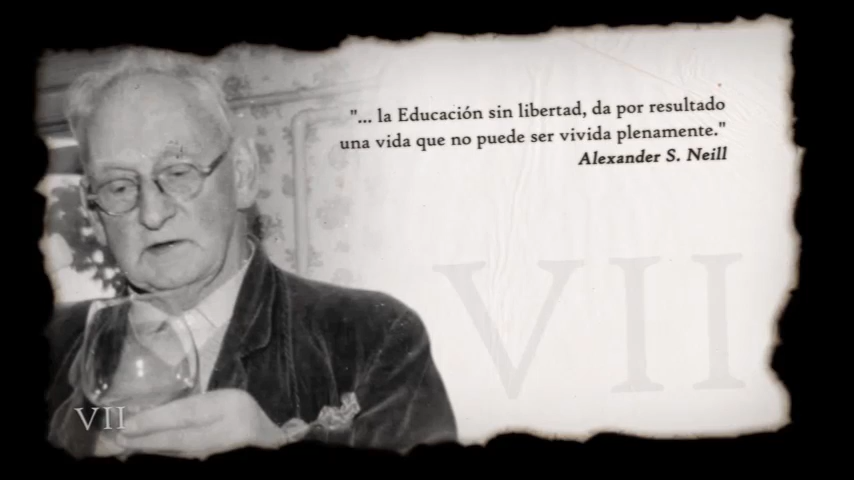 "... la Educación sin libertad, da por resultado
una vida que no puede ser vivida plenamente."
Alexander S. Neill
VII
VII